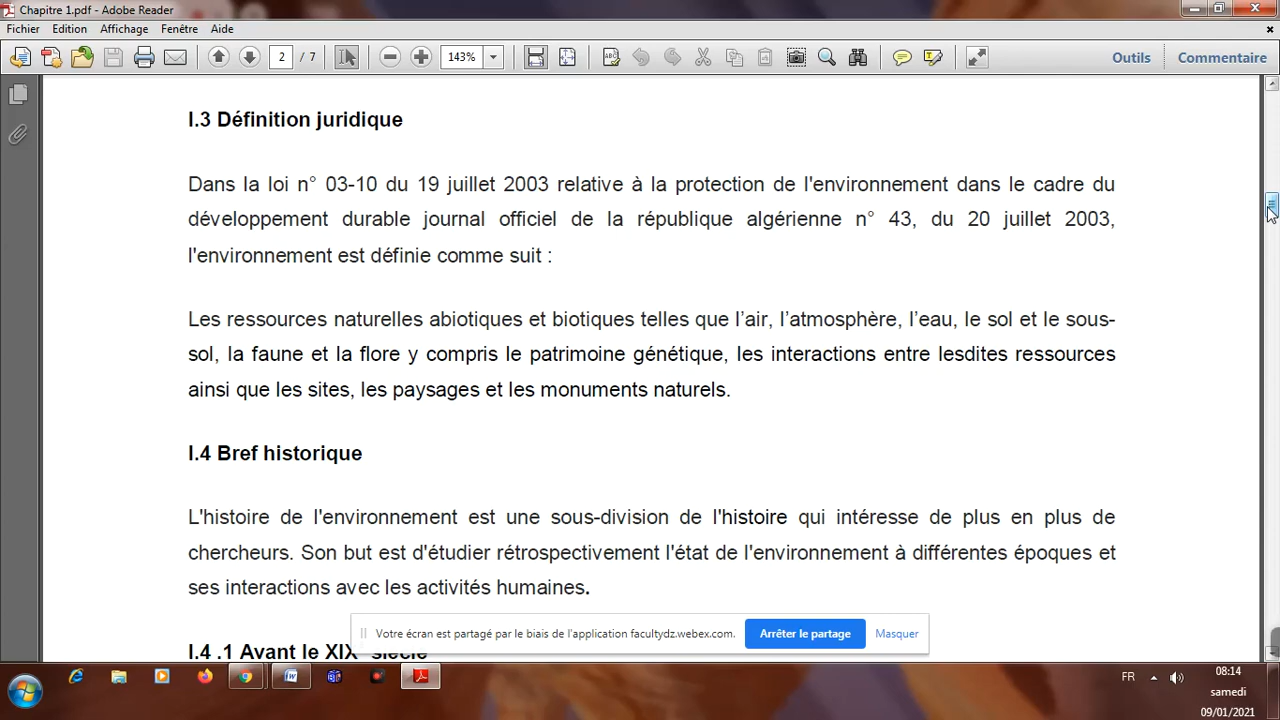 Chapitre 1.pdf - Adobe Reader
Fichier Edition Affichage Fenêtre Aide
2 / 7 143% Outils Commentaire
I.3 Définition juridique
Dans la loi n° 03-10 du 19 juillet 2003 relative à la protection de l'environnement dans le cadre du
développement durable journal officiel de la république algérienne n° 43, du 20 juillet 2003,
l'environnement est définie comme suit :
Les ressources naturelles abiotiques et biotiques telles que l’air, l’atmosphère, l’eau, le sol et le sous-
sol, la faune et la flore y compris le patrimoine génétique, les interactions entre lesdites ressources
ainsi que les sites, les paysages et les monuments naturels.
I.4 Bref historique
L'histoire de l'environnement est une sous-division de l'histoire qui intéresse de plus en plus de
chercheurs. Son but est d'étudier rétrospectivement l'état de l'environnement à différentes époques et
ses interactions avec les activités humaines.
Votre écran est partagé par le biais de l'application facultydz.webex.com. Arrêter le partage Masquer
I.4 .1 Avant le XIX siècle
FR 08:14
samedi
09/01/2021